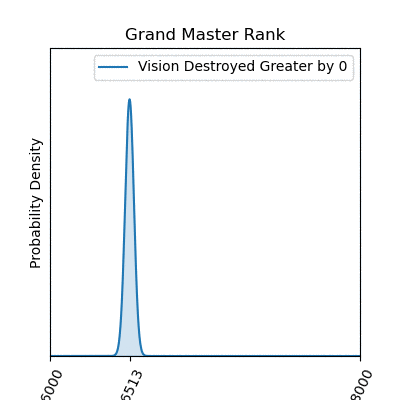 Grand Master Rank
Vision Destroyed Greater by 0
Probability Density
6513
8000